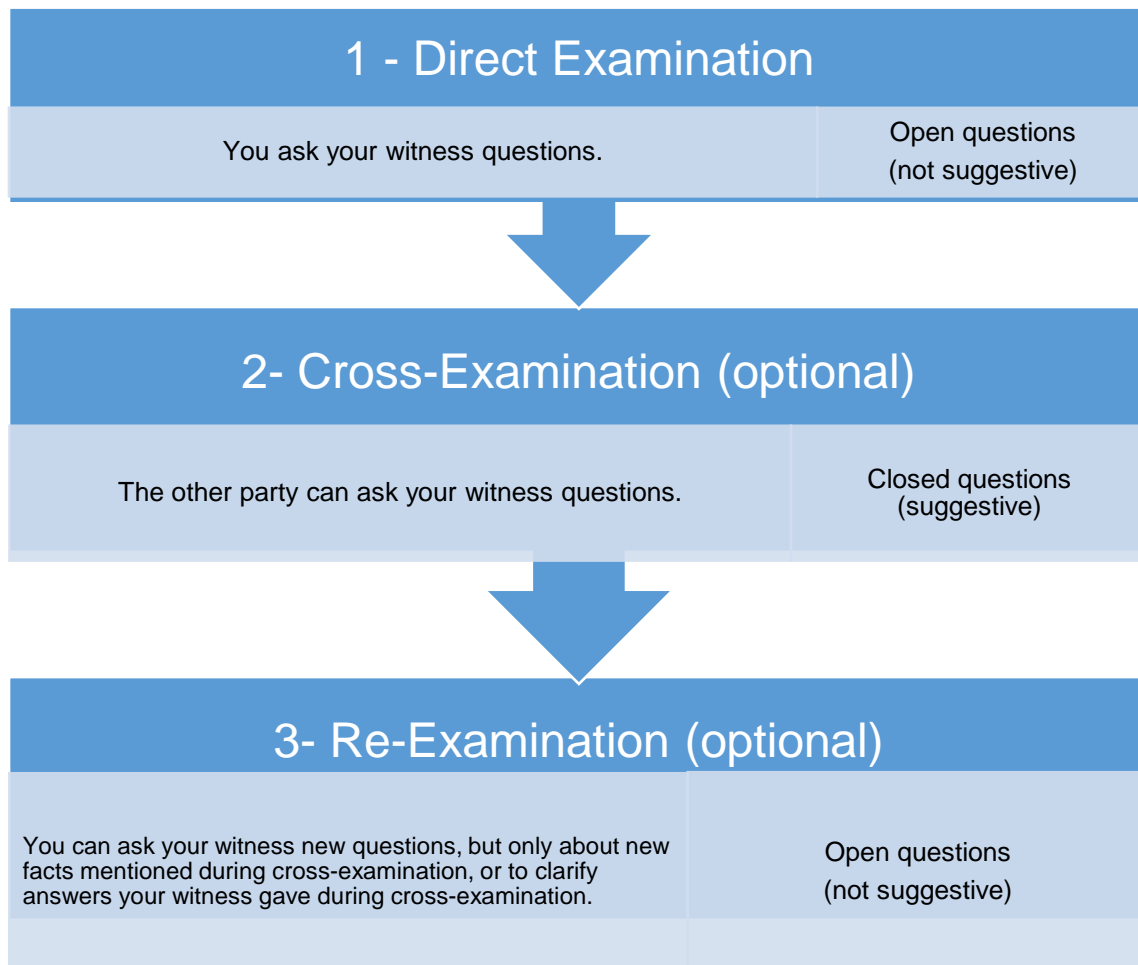 1 - Direct Examination
You ask your witness questions.
Open questions
(not suggestive)
2- Cross-Examination (optional)
The other party can ask your witness questions.
Closed questions
(suggestive)
3- Re-Examination (optional)
You can ask your witness new questions, but only about new
facts mentioned during cross-examination, or to clarify
answers your witness gave during cross-examination.
Open questions
(not suggestive)